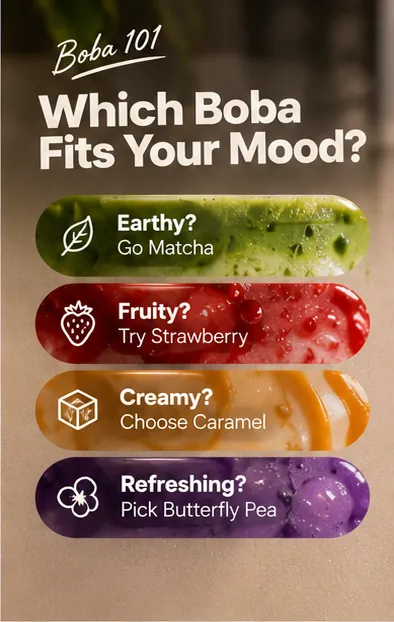 Boba 101
Which Boba
Fits Your Mood?
Earthy?
Go Matcha
Fruity?
Try Strawberry
Creamy?
Choose Caramel
Refreshing?
Pick Butterfly Pea